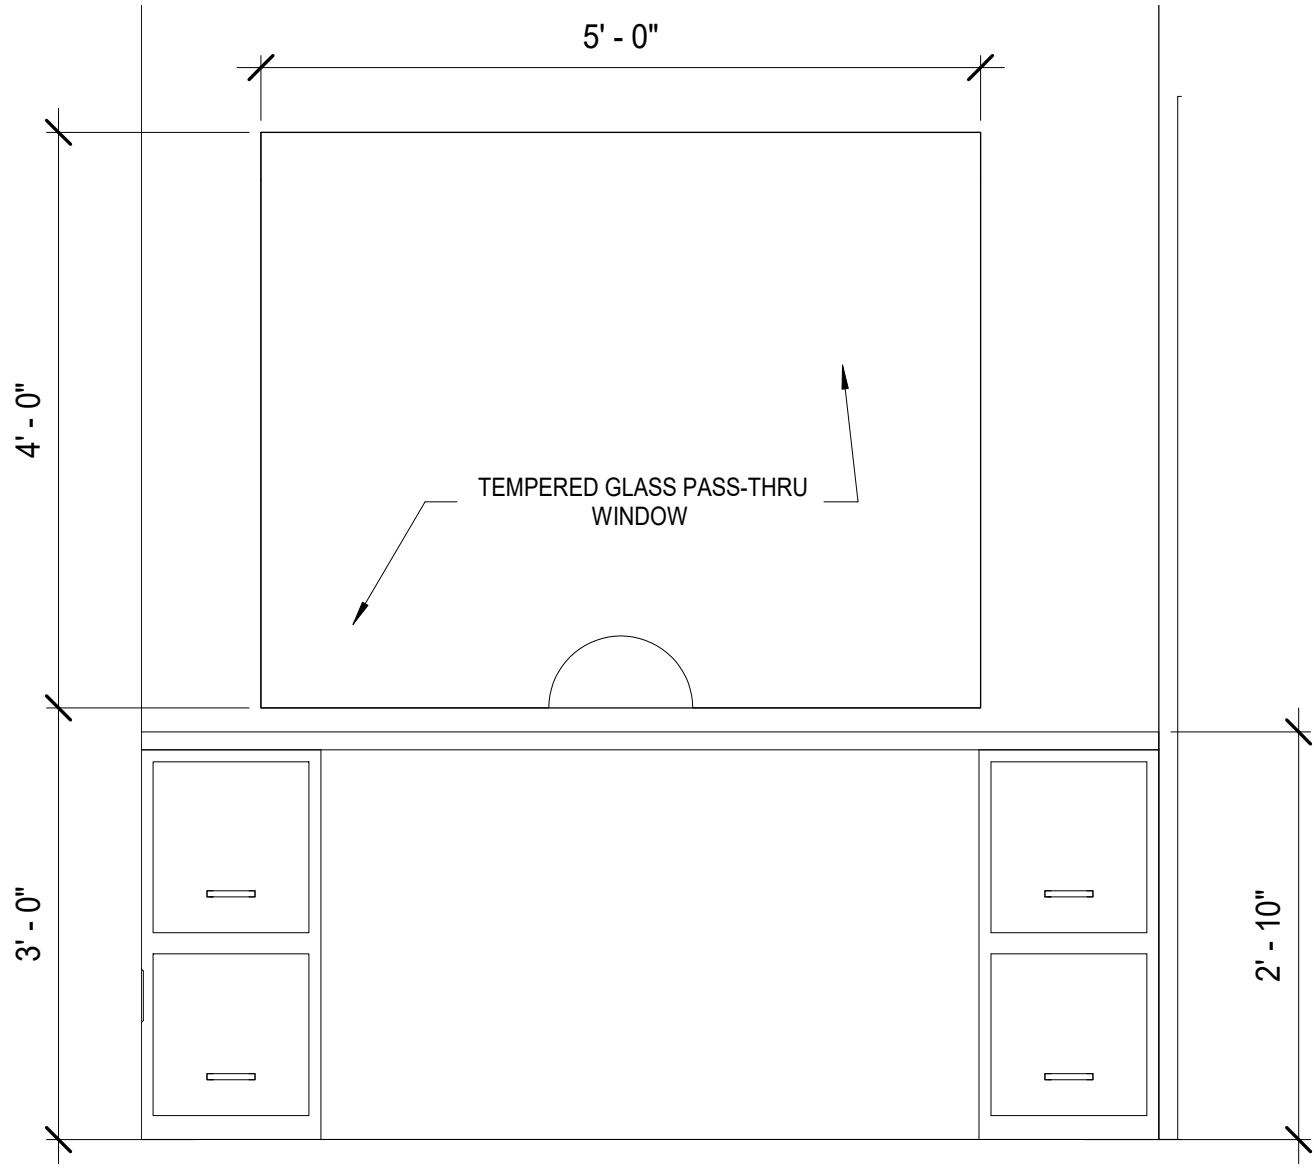 5' - 0"
4' - 0"
TEMPERED GLASS PASS-THRU
WINDOW
3' - 0"
2' - 10"